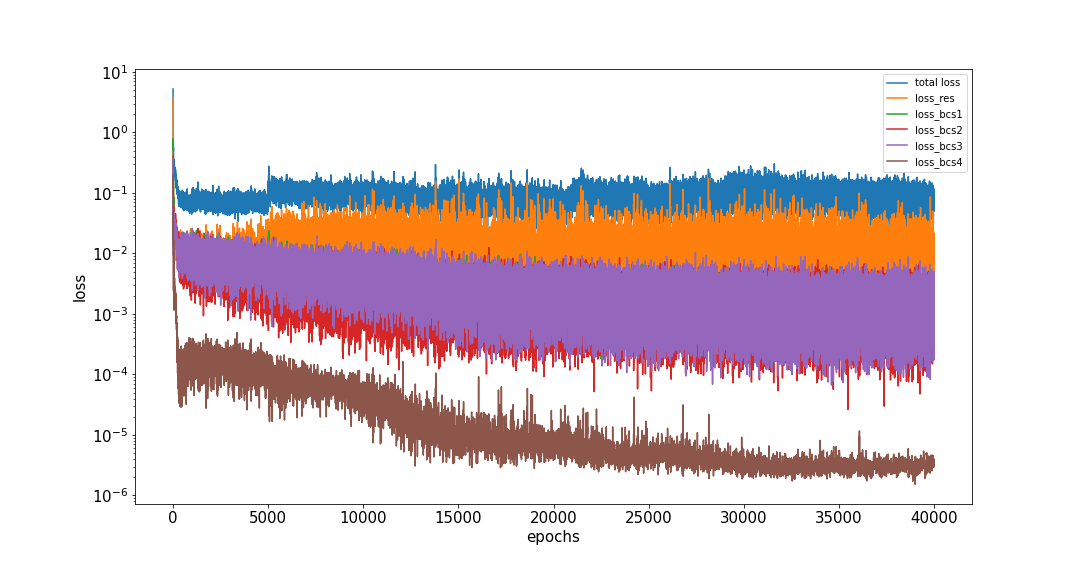 10^1
10^0
10^-1
10^-2
10^-3
10^-4
10^-5
10^-6
loss
0 5000 10000 15000 20000 25000 30000 35000 40000
epochs
total loss
loss_res
loss_bcs1
loss_bcs2
loss_bcs3
loss_bcs4